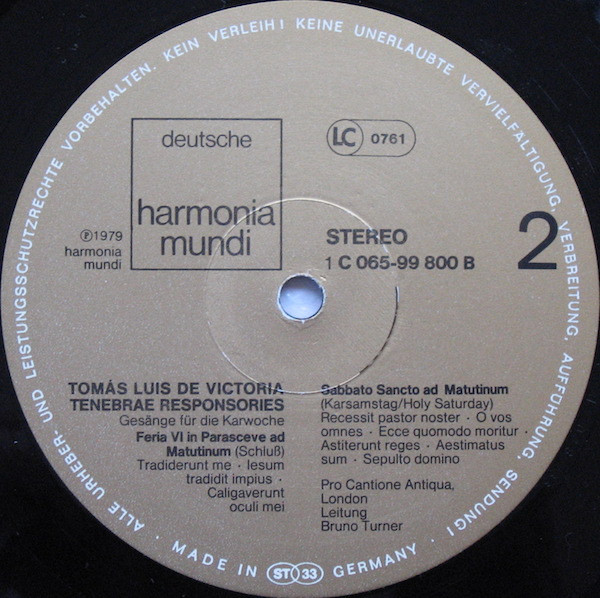 ALLE URHEBER- UND LEISTUNGSSCHUTZRECHTE VORBEHALTEN. KEIN VERLEIH! KEINE UNERLAUBTE VERVIELFÄLTIGUNG, VERBREITUNG, AUFFÜHRUNG, SENDUNG!
deutsche
harmonia
mundi
LC 0761
℗1979
harmonia
mundi
STEREO
1 C 065-99 800 B
2
TOMÁS LUIS DE VICTORIA
TENEBRAE RESPONSORIES
Gesänge für die Karwoche
Feria VI in Parasceve ad
Matutinum (Schluß)
Tradiderunt me · Iesum
tradidit impius ·
Caligaverunt
oculi mei
Sabbato Sancto ad Matutinum
(Karsamstag/Holy Saturday)
Recessit pastor noster · O vos
omnes · Ecce quomodo moritur ·
Astiterunt reges · Aestimatus
sum · Sepulto domino
Pro Cantione Antiqua,
London
Leitung
Bruno Turner
· MADE IN ST 33 GERMANY ·